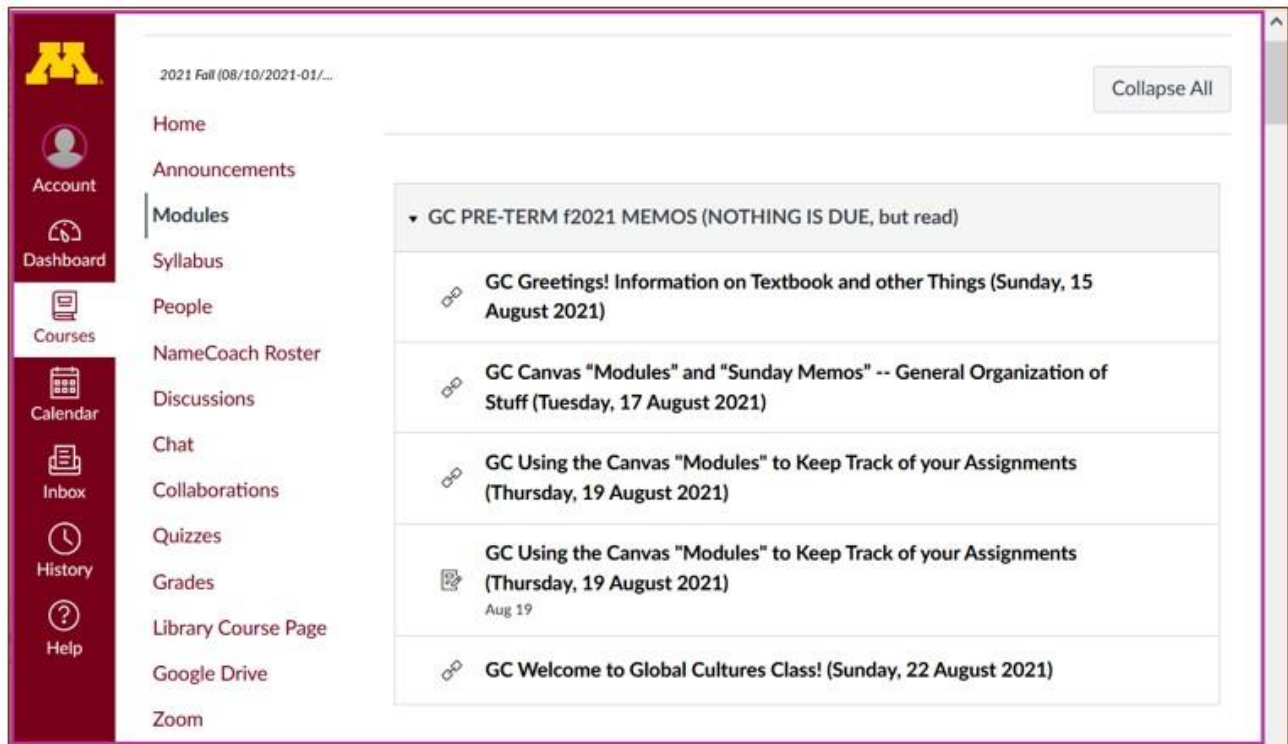 M
Account
Dashboard
Courses
Calendar
Inbox
History
Help
2021 Fall (08/10/2021-01/...
Home
Announcements
Modules
Syllabus
People
NameCoach Roster
Discussions
Chat
Collaborations
Quizzes
Grades
Library Course Page
Google Drive
Zoom
Collapse All
GC PRE-TERM f2021 MEMOS (NOTHING IS DUE, but read)
GC Greetings! Information on Textbook and other Things (Sunday, 15
August 2021)
GC Canvas “Modules” and “Sunday Memos” -- General Organization of
Stuff (Tuesday, 17 August 2021)
GC Using the Canvas "Modules" to Keep Track of your Assignments
(Thursday, 19 August 2021)
GC Using the Canvas "Modules" to Keep Track of your Assignments
(Thursday, 19 August 2021)
Aug 19
GC Welcome to Global Cultures Class! (Sunday, 22 August 2021)